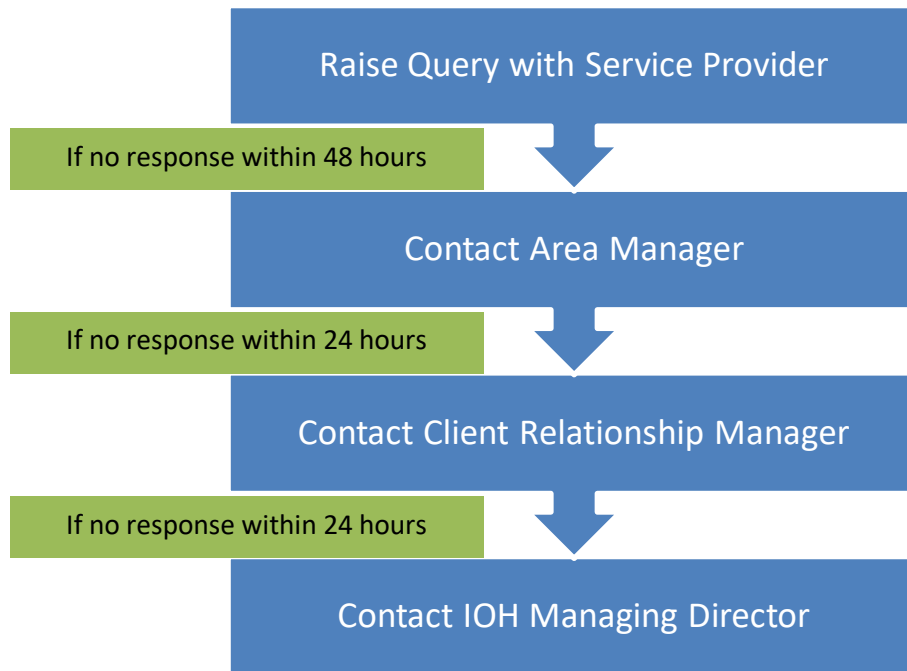 Raise Query with Service Provider
If no response within 48 hours
Contact Area Manager
If no response within 24 hours
Contact Client Relationship Manager
If no response within 24 hours
Contact IOH Managing Director